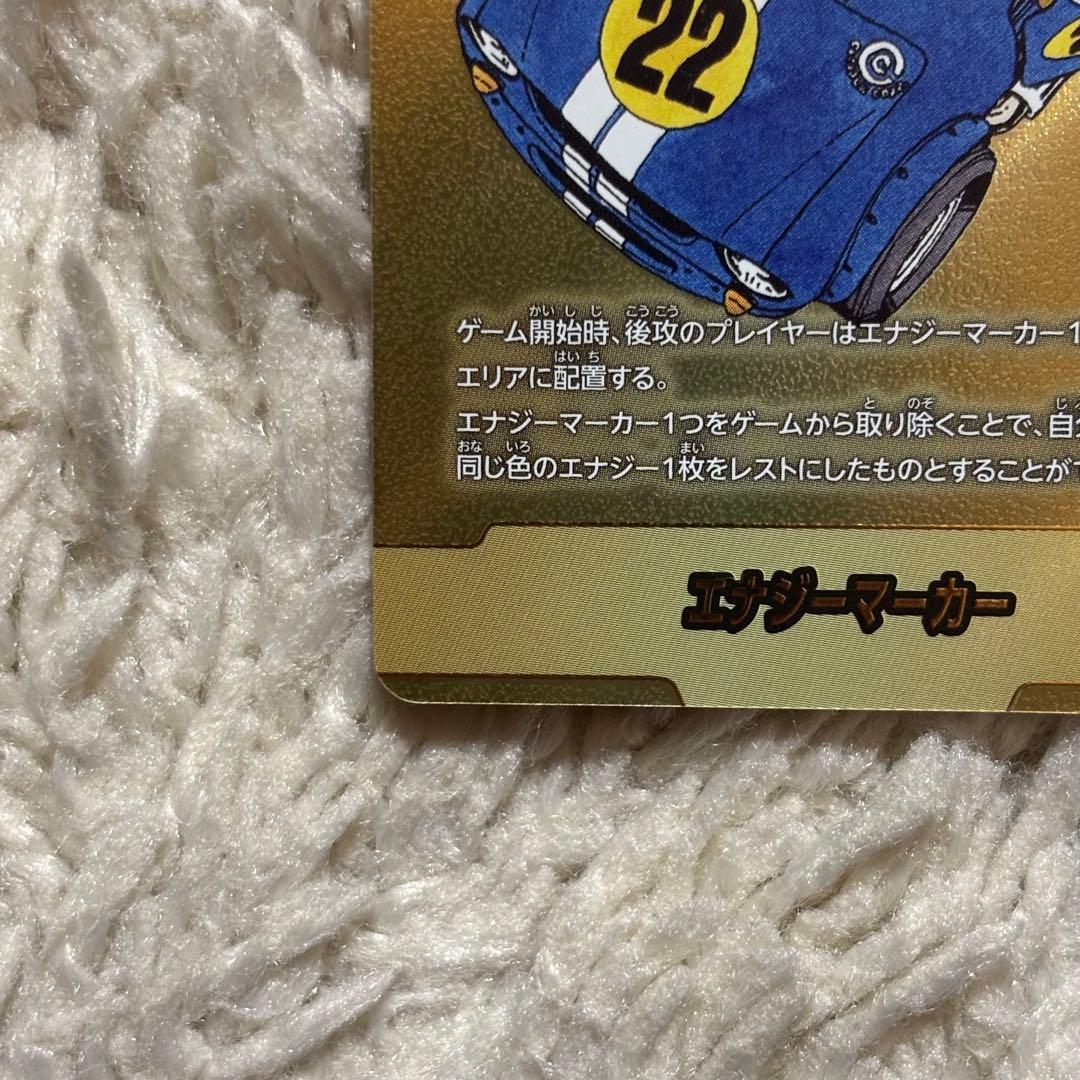 22
ゲーム開始時、後攻のプレイヤーはエナジーマーカー1
エリアに配置する。
エナジーマーカー1つをゲームから取り除くことで、自分
同じ色のエナジー1枚をレストにしたものとすることが
エナジーマーカー